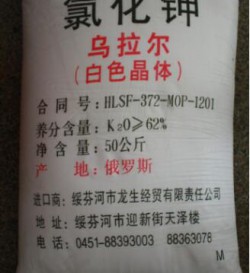 氯化钾
乌拉尔
(白色晶体)
合同号:HLSF-372-MOP-1201
养分含量:K₂O≥62%
净含量:50公斤
产地:俄罗斯
进口商:绥芬河市龙生经贸有限责任公司
地址:绥芬河市迎新街天泽楼
电话:0451-88393003 88363078
M